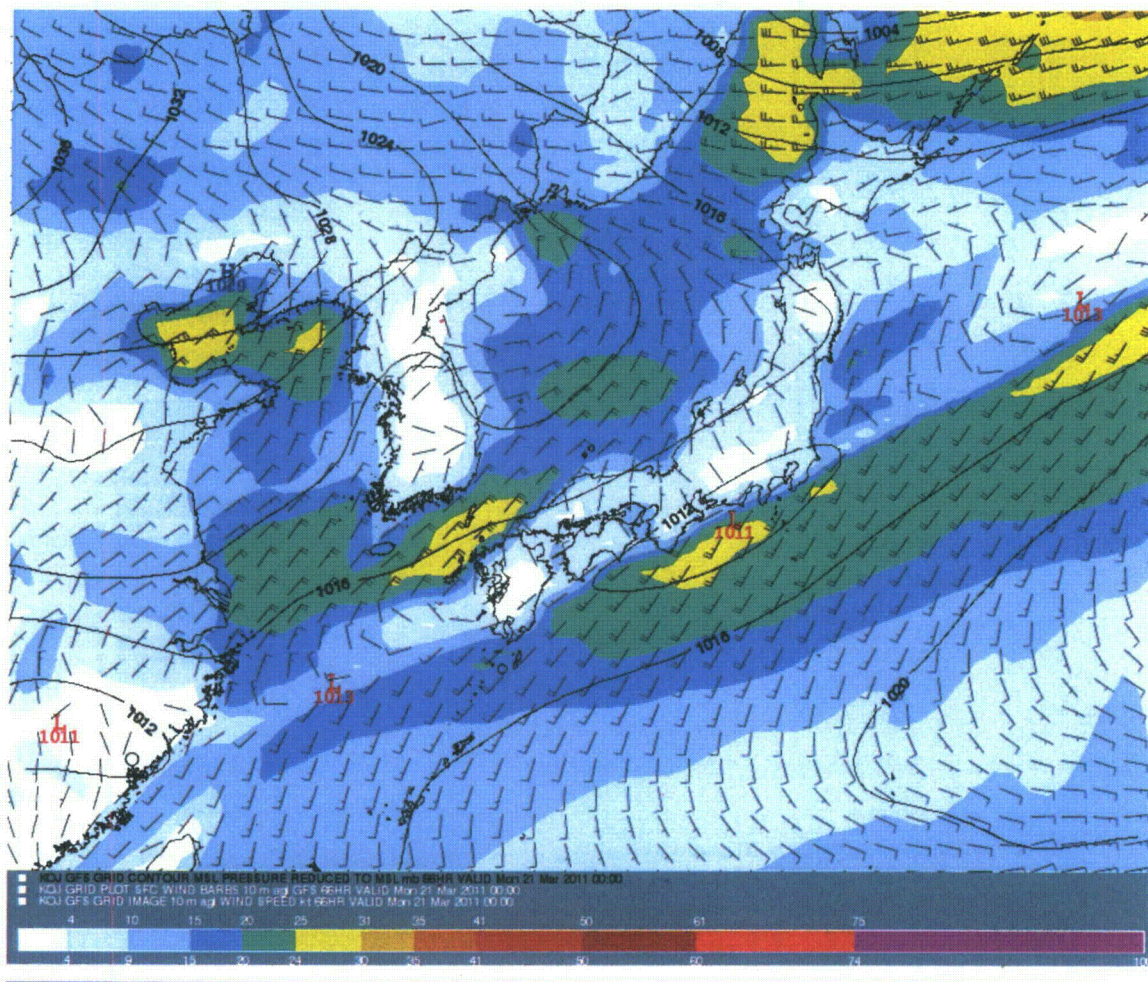 1004
1008
1020
1032
1012
1024
1036
1016
1028
H
1029
L
1013
1012
L
1011
1016
1016
L
1013
1020
1012
L
1011
KOJ GFS GRID CONTOUR MSL PRESSURE REDUCED TO MSL mb 66HR VALID Mon 21 Mar 2011 00:00
KOJ GRID PLOT SFC WIND BARBS 10 m agl GFS 66HR VALID Mon 21 Mar 2011 00:00
KOJ GFS GRID IMAGE 10 m agl WIND SPEED kt 66HR VALID Mon 21 Mar 2011 00:00
4 10 15 20 25 31 35 41 50 61 75
4 9 15 20 24 30 35 41 50 60 74 100